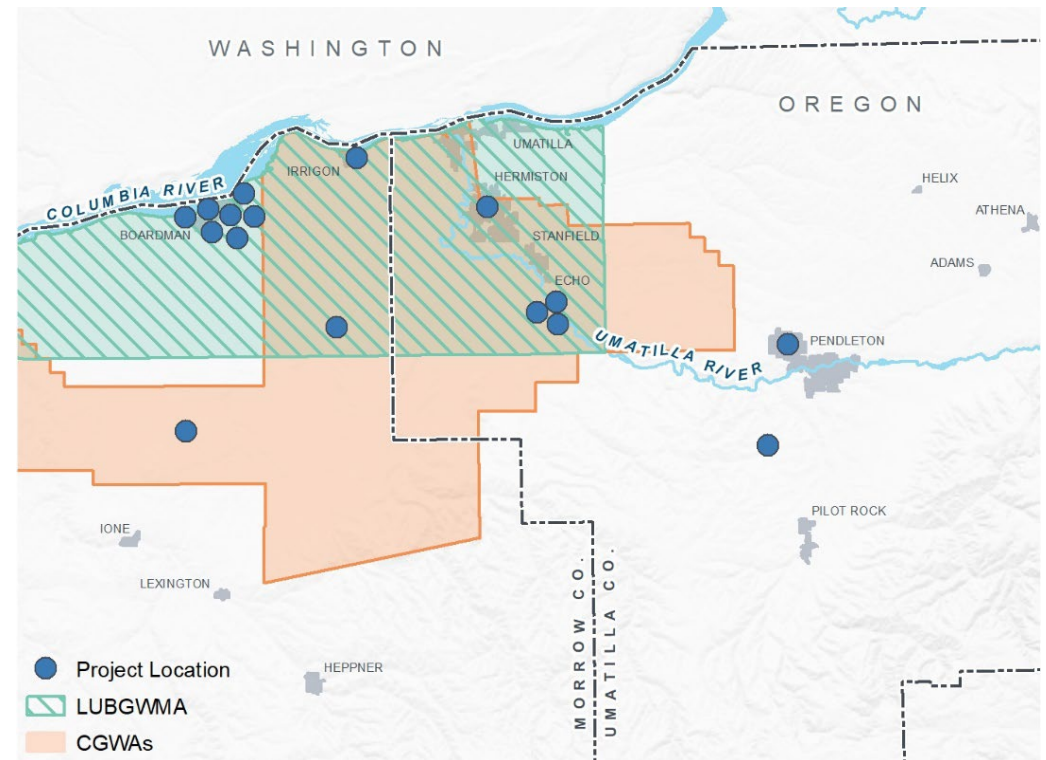 WASHINGTON
OREGON
UMATILLA
IRRIGON
HERMISTON
HELIX
COLUMBIA RIVER
ATHENA
BOARDMAN
STANFIELD
ADAMS
ECHO
UMATILLA RIVER
PENDLETON
PILOT ROCK
IONE
LEXINGTON
MORROW CO.
UMATILLA CO.
HEPPNER
Project Location
LUBGWMA
CGWAs